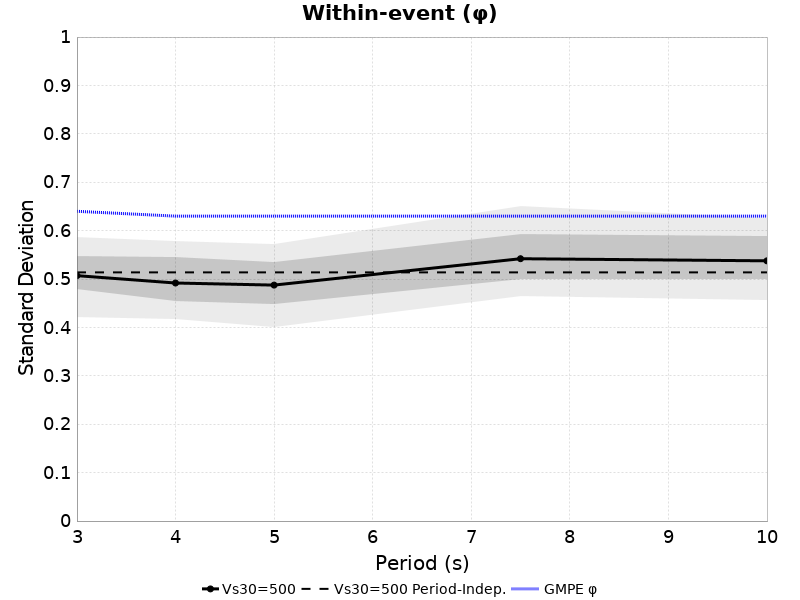 Within-event (φ)
Standard Deviation
1
0.9
0.8
0.7
0.6
0.5
0.4
0.3
0.2
0.1
0
3 4 5 6 7 8 9 10
Period (s)
Vs30=500 Vs30=500 Period-Indep. GMPE φ